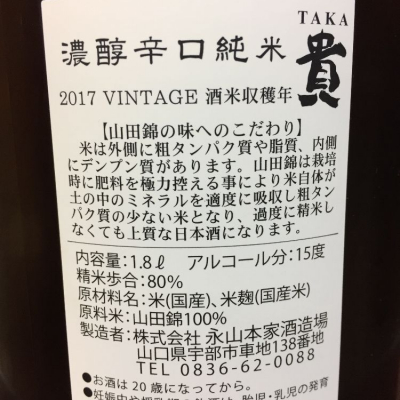 TAKA
濃醇辛口純米
貴
2017 VINTAGE 酒米収穫年
【山田錦の味へのこだわり】
米は外側に粗タンパク質や脂質、内側
にデンプン質があります。山田錦は栽培
時に肥料を極力控える事により米自体が
土の中のミネラルを適度に吸収し粗タン
パク質の少ない米となり、過度に精米し
なくても上質な日本酒になります。
内容量:1.8ℓ アルコール分:15度
精米歩合:80%
原材料名:米(国産)、米麹(国産米)
原料米:山田錦100%
製造者:株式会社 永山本家酒造場
山口県宇部市車地138番地
TEL 0836-62-0088
●お酒は20歳になってから。
●妊娠中や授乳期の飲酒は、胎児・乳児の発育